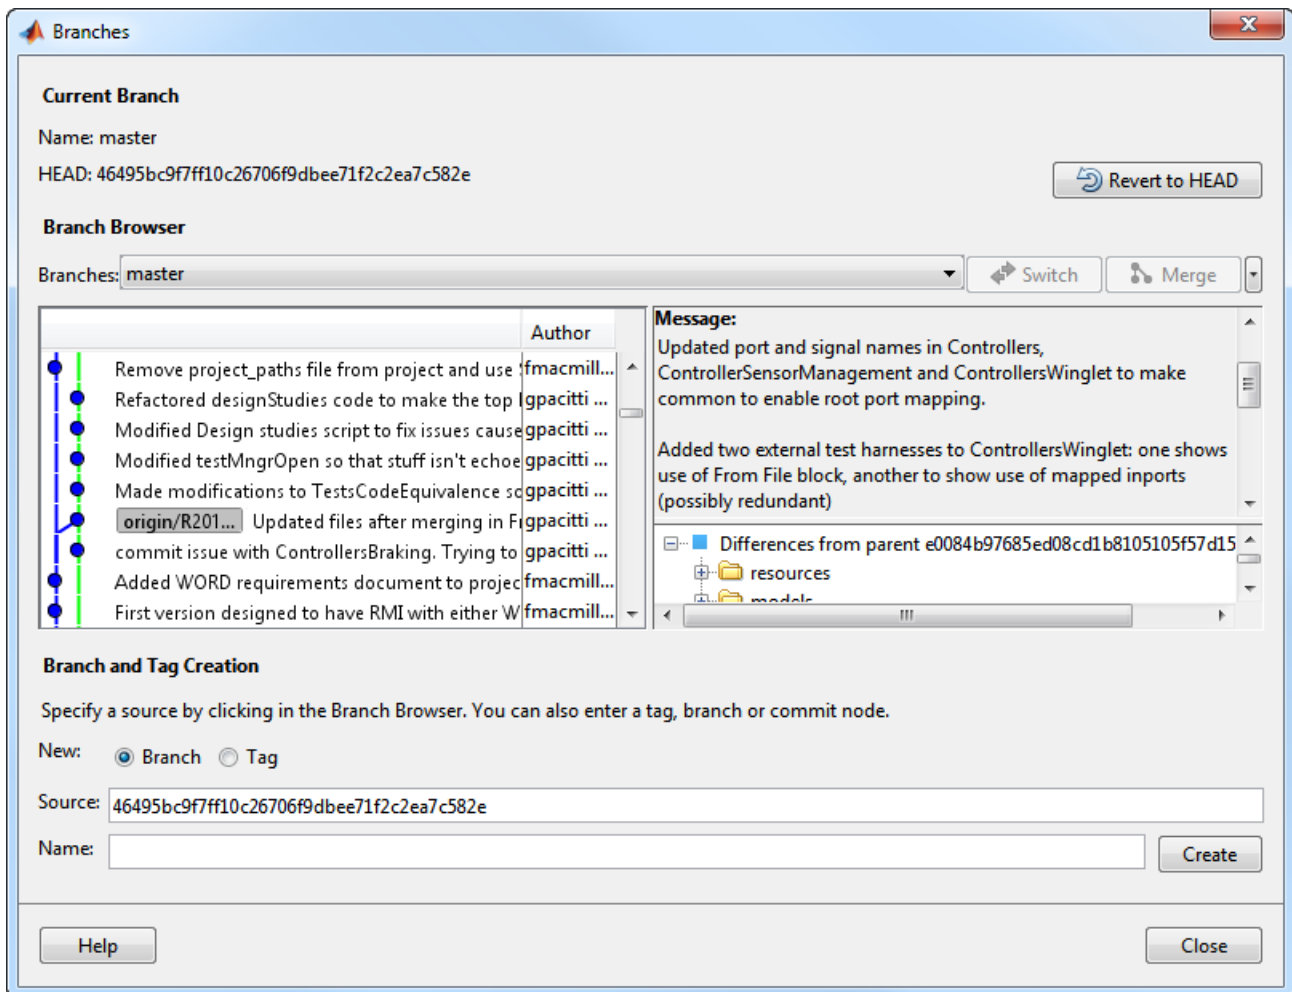 Branches
Current Branch
Name: master
HEAD: 46495bc9f7ff10c26706f9dbee71f2c2ea7c582e
Revert to HEAD
Branch Browser
Branches: master
Switch
Merge
Author
Remove project_paths file from project and use fmacmill...
Refactored designStudies code to make the top gpacitti ...
Modified Design studies script to fix issues cause gpacitti ...
Modified testMngrOpen so that stuff isn't echoe gpacitti ...
Made modifications to TestsCodeEquivalence so gpacitti ...
origin/R201... Updated files after merging in gpacitti ...
commit issue with ControllersBraking. Trying to gpacitti ...
Added WORD requirements document to projec fmacmill...
First version designed to have RMI with either W fmacmill...
Message:
Updated port and signal names in Controllers,
ControllerSensorManagement and ControllersWinglet to make
common to enable root port mapping.
Added two external test harnesses to ControllersWinglet: one shows
use of From File block, another to show use of mapped inports
(possibly redundant)
Differences from parent e0084b97685ed08cd1b8105105f57d15
resources
models
Branch and Tag Creation
Specify a source by clicking in the Branch Browser. You can also enter a tag, branch or commit node.
New: Branch Tag
Source: 46495bc9f7ff10c26706f9dbee71f2c2ea7c582e
Name:
Create
Help
Close